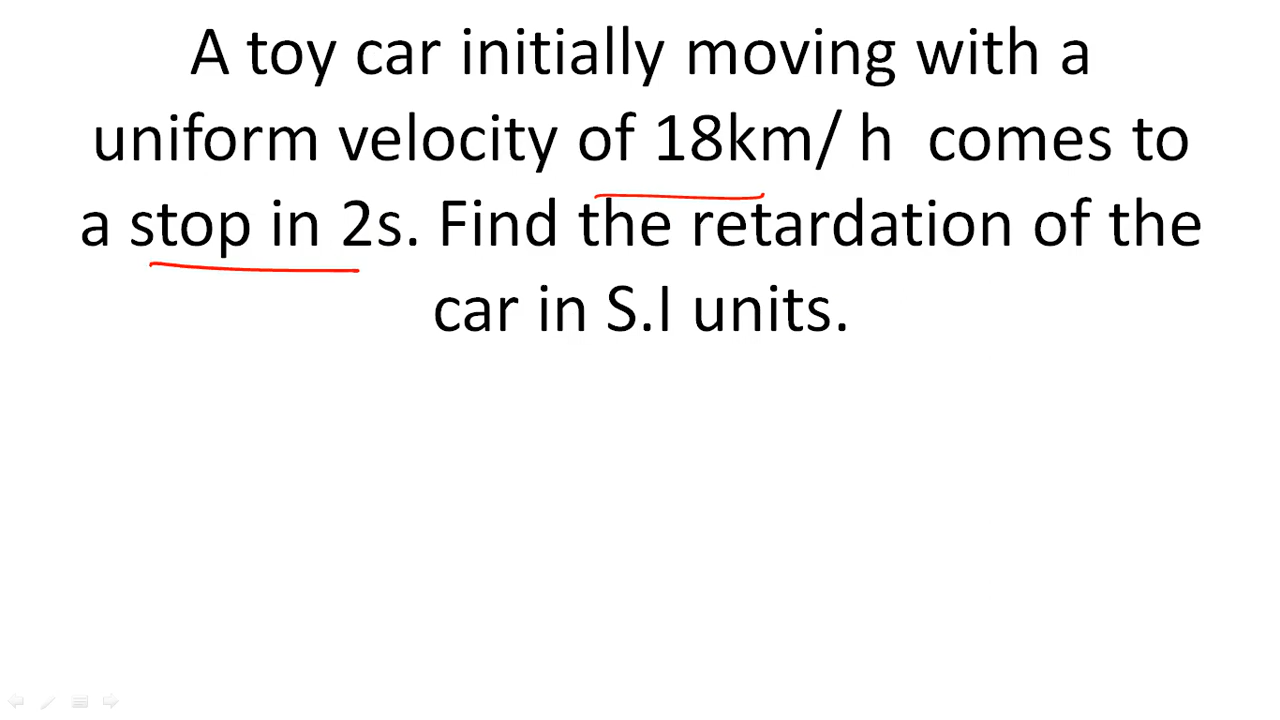 A toy car initially moving with a
uniform velocity of 18km/ h  comes to
a stop in 2s. Find the retardation of the
car in S.I units.